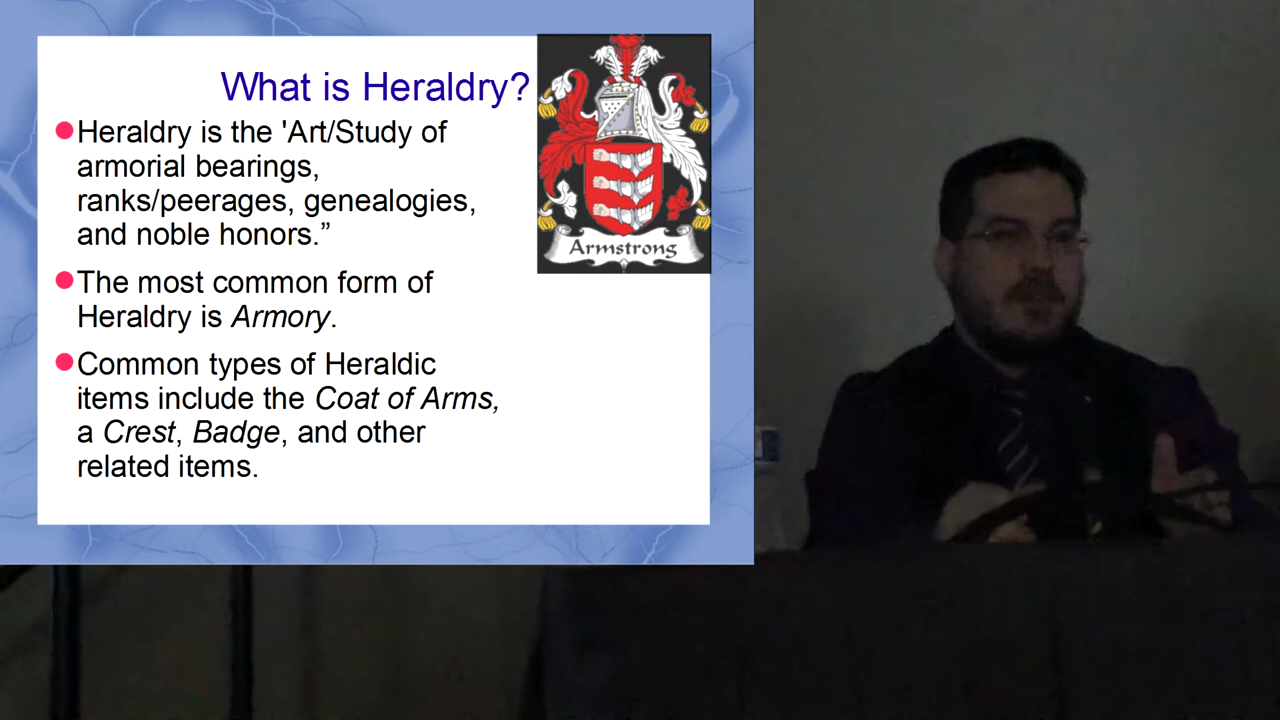 What is Heraldry?
Heraldry is the 'Art/Study of
armorial bearings,
ranks/peerages, genealogies,
and noble honors.”
The most common form of
Heraldry is Armory.
Common types of Heraldic
items include the Coat of Arms,
a Crest, Badge, and other
related items.
Armstrong